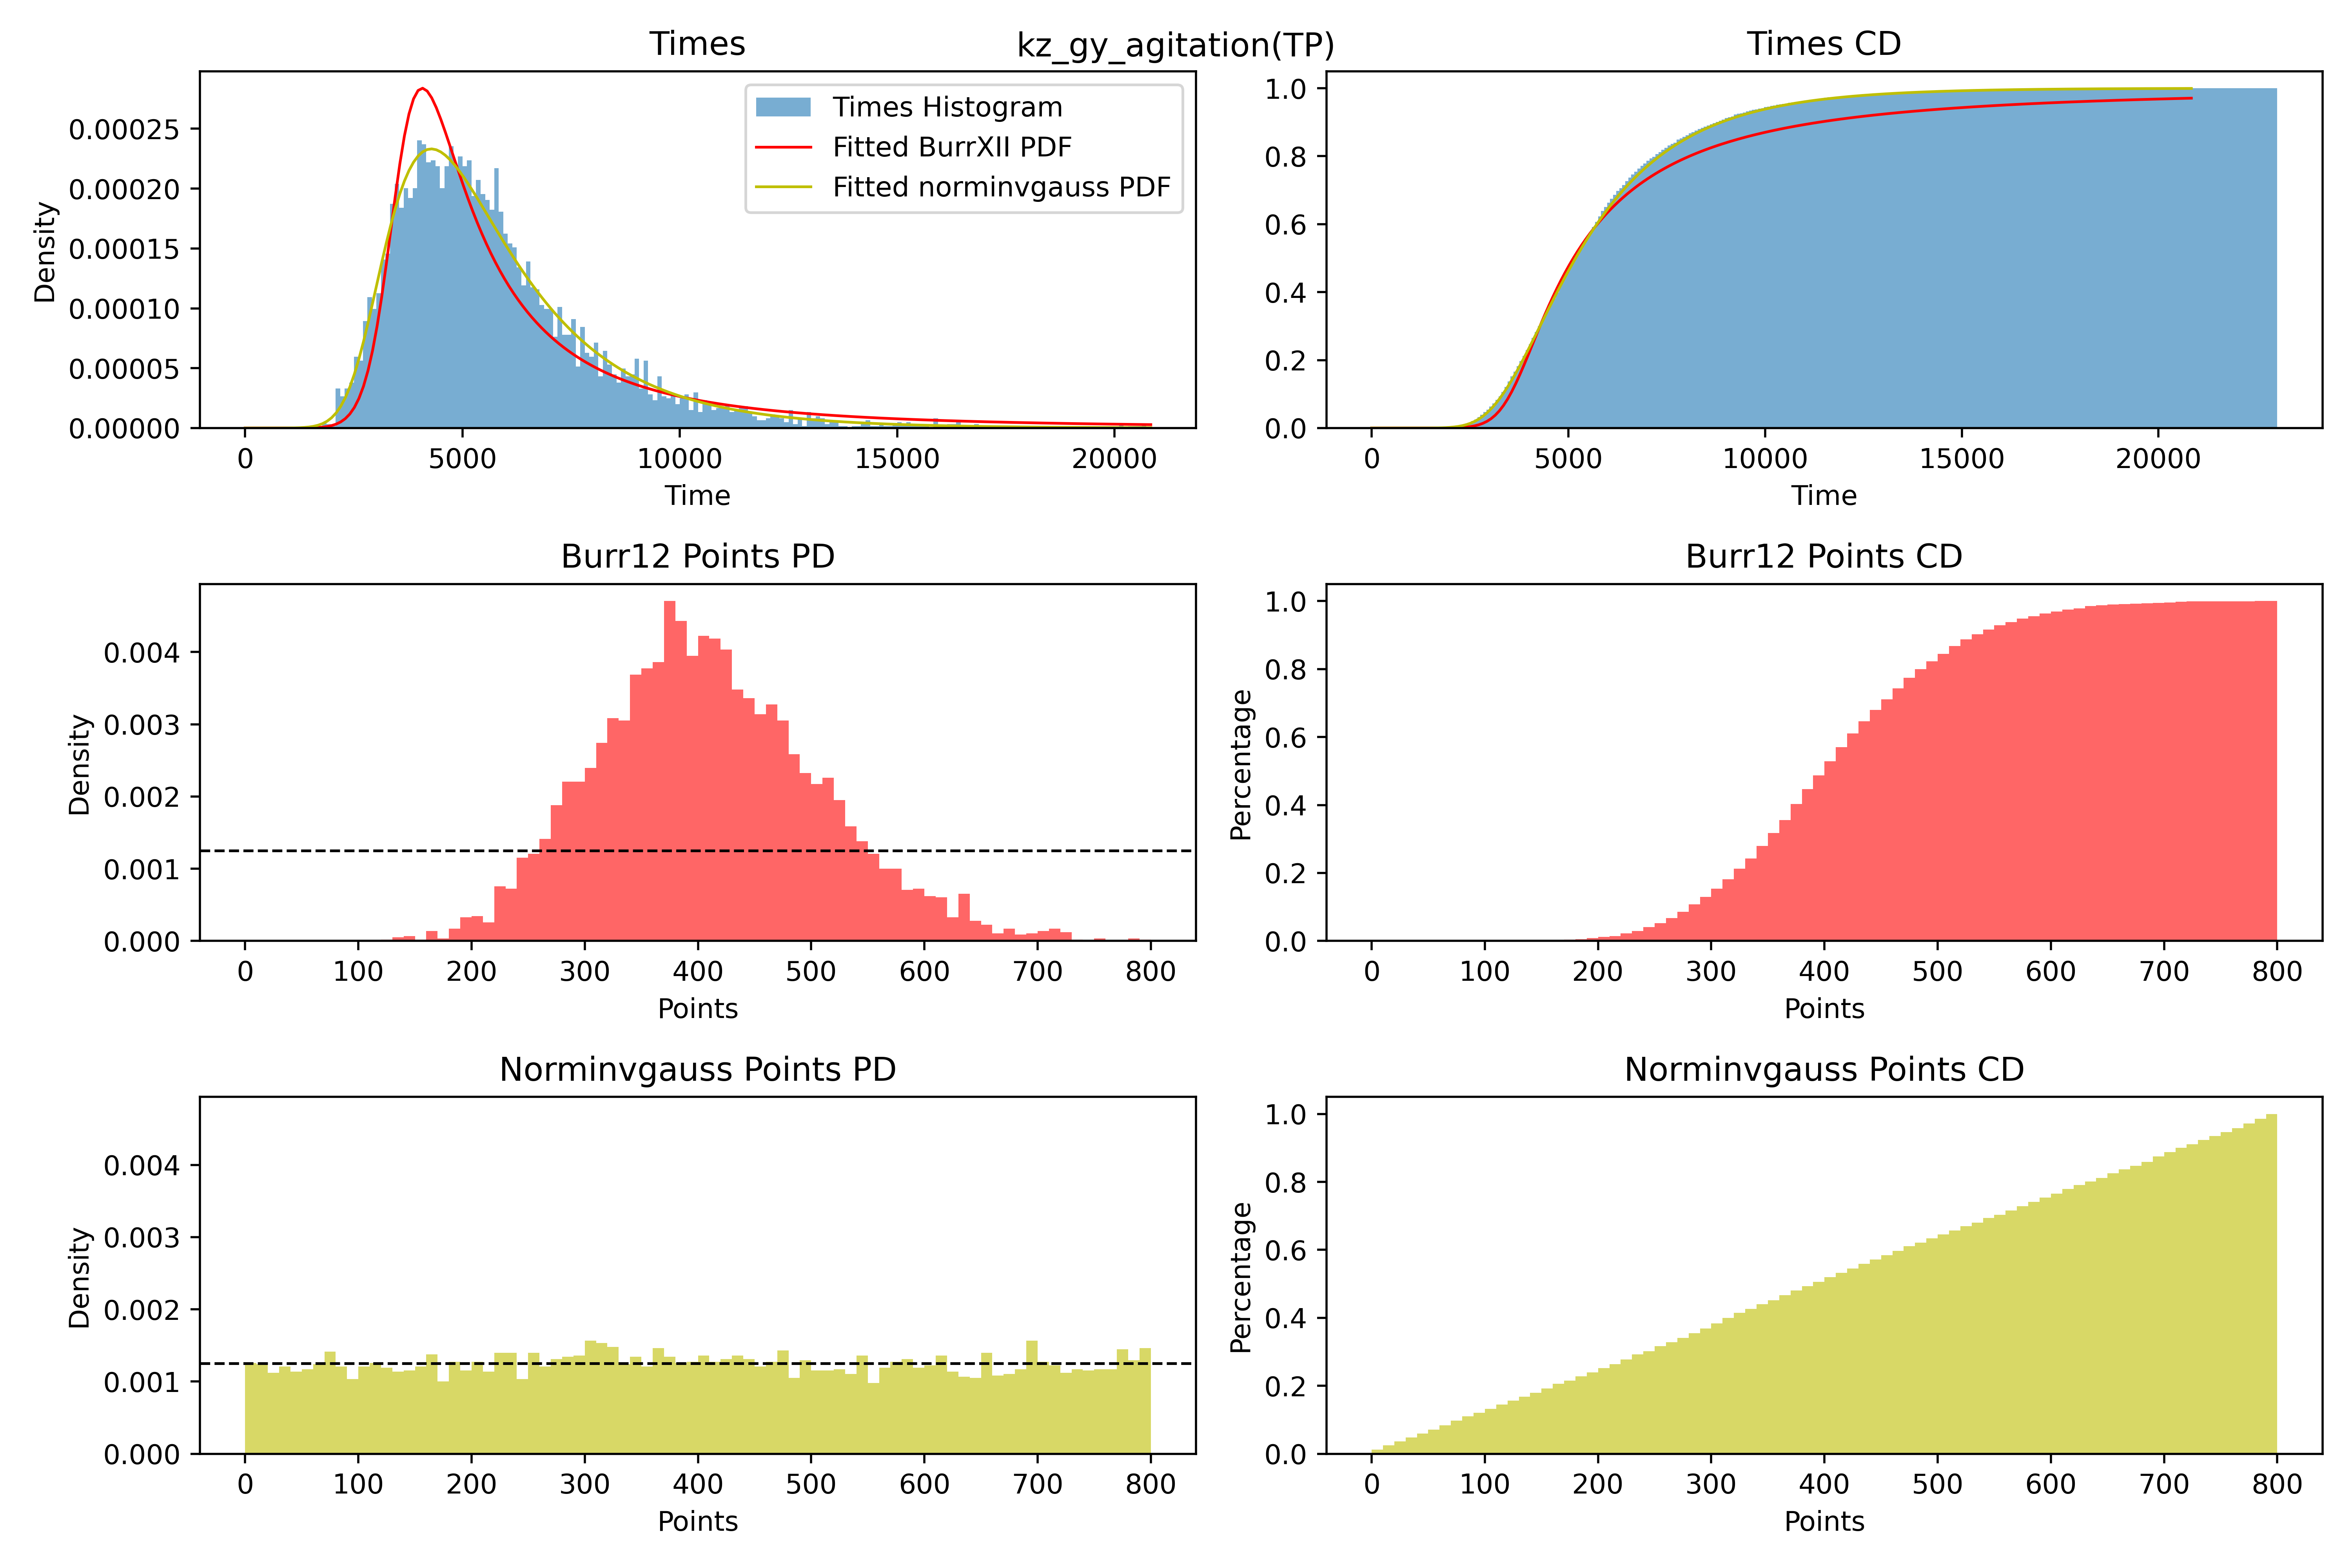 kz_gy_agitation(TP)
Times
Density
0.00025
0.00020
0.00015
0.00010
0.00005
0.00000
Times Histogram
Fitted BurrXII PDF
Fitted norminvgauss PDF
0 5000 10000 15000 20000
Time
Times CD
1.0
0.8
0.6
0.4
0.2
0.0
0 5000 10000 15000 20000
Time
Burr12 Points PD
Density
0.004
0.003
0.002
0.001
0.000
0 100 200 300 400 500 600 700 800
Points
Burr12 Points CD
Percentage
1.0
0.8
0.6
0.4
0.2
0.0
0 100 200 300 400 500 600 700 800
Points
Norminvgauss Points PD
Density
0.004
0.003
0.002
0.001
0.000
0 100 200 300 400 500 600 700 800
Points
Norminvgauss Points CD
Percentage
1.0
0.8
0.6
0.4
0.2
0.0
0 100 200 300 400 500 600 700 800
Points